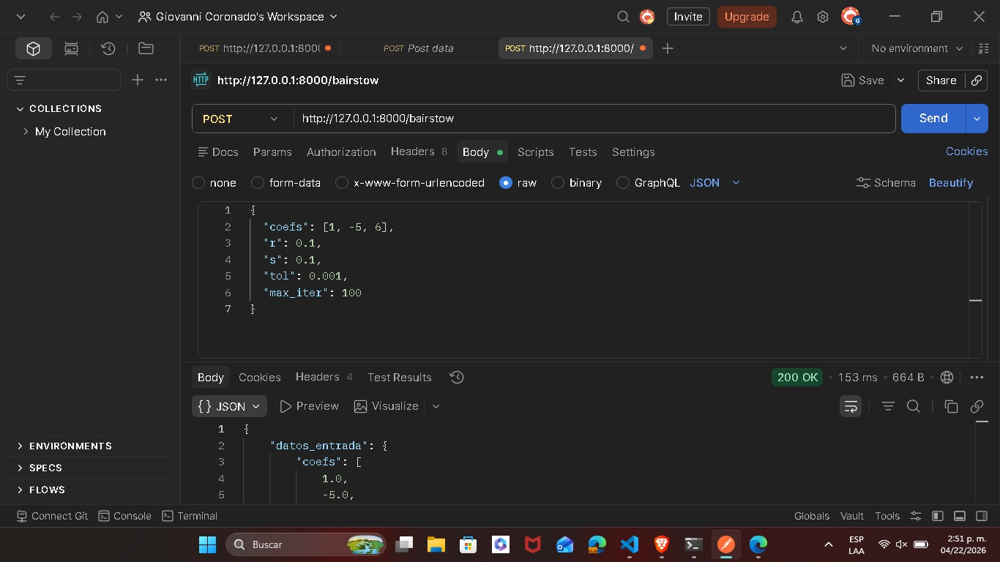 Giovanni Coronado's Workspace
Invite
Upgrade
POST http://127.0.0.1:800(
POST Post data
POST http://127.0.0.1:8000/
No environment
HTTP http://127.0.0.1:8000/bairstow
Save
Share
COLLECTIONS
My Collection
POST http://127.0.0.1:8000/bairstow
Send
Docs Params Authorization Headers 8 Body Scripts Tests Settings
Cookies
none form-data x-www-form-urlencoded raw binary GraphQL JSON
Schema Beautify
1 {
2 "coefs": [1, -5, 6],
3 "r": 0.1,
4 "s": 0.1,
5 "tol": 0.001,
6 "max_iter": 100
7 }
Body Cookies Headers 4 Test Results
200 OK • 153 ms • 664 B •
{} JSON Preview Visualize
1 {
2 "datos_entrada": {
3 "coefs": [
4 1.0,
5 -5.0,
ENVIRONMENTS
SPECS
FLOWS
Connect Git Console Terminal
Globals Vault Tools
Buscar
ESP
LAA
2:51 p. m.
04/22/2026